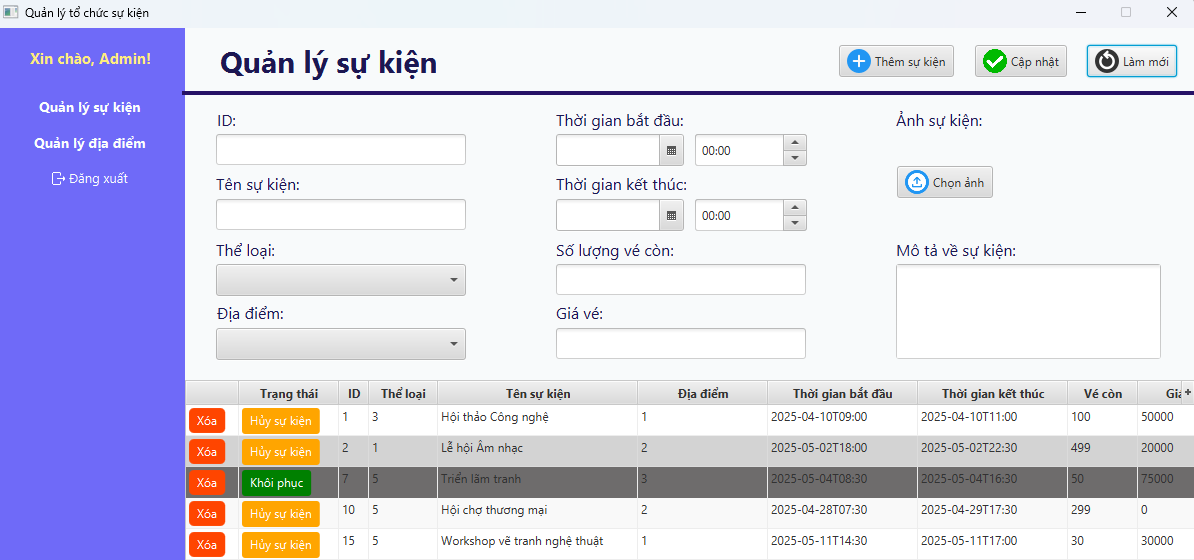 Quản lý tổ chức sự kiện
Xin chào, Admin!
Quản lý sự kiện
Quản lý địa điểm
Đăng xuất
Quản lý sự kiện
Thêm sự kiện
Cập nhật
Làm mới
ID:
Tên sự kiện:
Thể loại:
Địa điểm:
Thời gian bắt đầu:
00:00
Thời gian kết thúc:
00:00
Số lượng vé còn:
Giá vé:
Ảnh sự kiện:
Chọn ảnh
Mô tả về sự kiện:
Trạng thái ID Thể loại Tên sự kiện Địa điểm Thời gian bắt đầu Thời gian kết thúc Vé còn Giá +
Xóa Hủy sự kiện 1 3 Hội thảo Công nghệ 1 2025-04-10T09:00 2025-04-10T11:00 100 50000
Xóa Hủy sự kiện 2 1 Lễ hội Âm nhạc 2 2025-05-02T18:00 2025-05-02T22:30 499 20000
Xóa Khôi phục 7 5 Triển lãm tranh 3 2025-05-04T08:30 2025-05-04T16:30 50 75000
Xóa Hủy sự kiện 10 5 Hội chợ thương mại 2 2025-04-28T07:30 2025-04-29T17:30 299 0
Xóa Hủy sự kiện 15 5 Workshop vẽ tranh nghệ thuật 1 2025-05-11T14:30 2025-05-11T17:00 30 30000